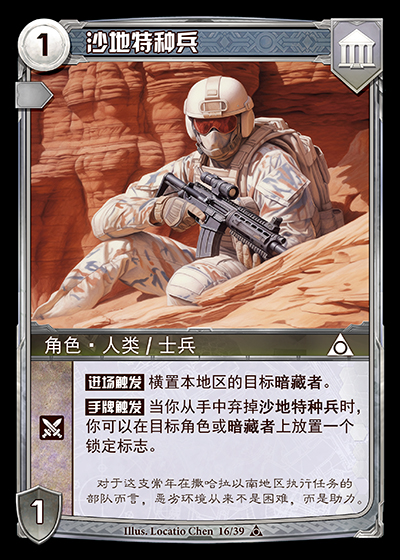 1
沙地特种兵
角色・人类 / 士兵
进场触发 横置本地区的目标暗藏者。
手牌触发 当你从手中弃掉沙地特种兵时,
你可以在目标角色或暗藏者上放置一个
锁定标志。
对于这支常年在撒哈拉以南地区执行任务的
部队而言，恶劣环境从来不是困难，而是助力。
1
Illus. Locatio Chen 16/39